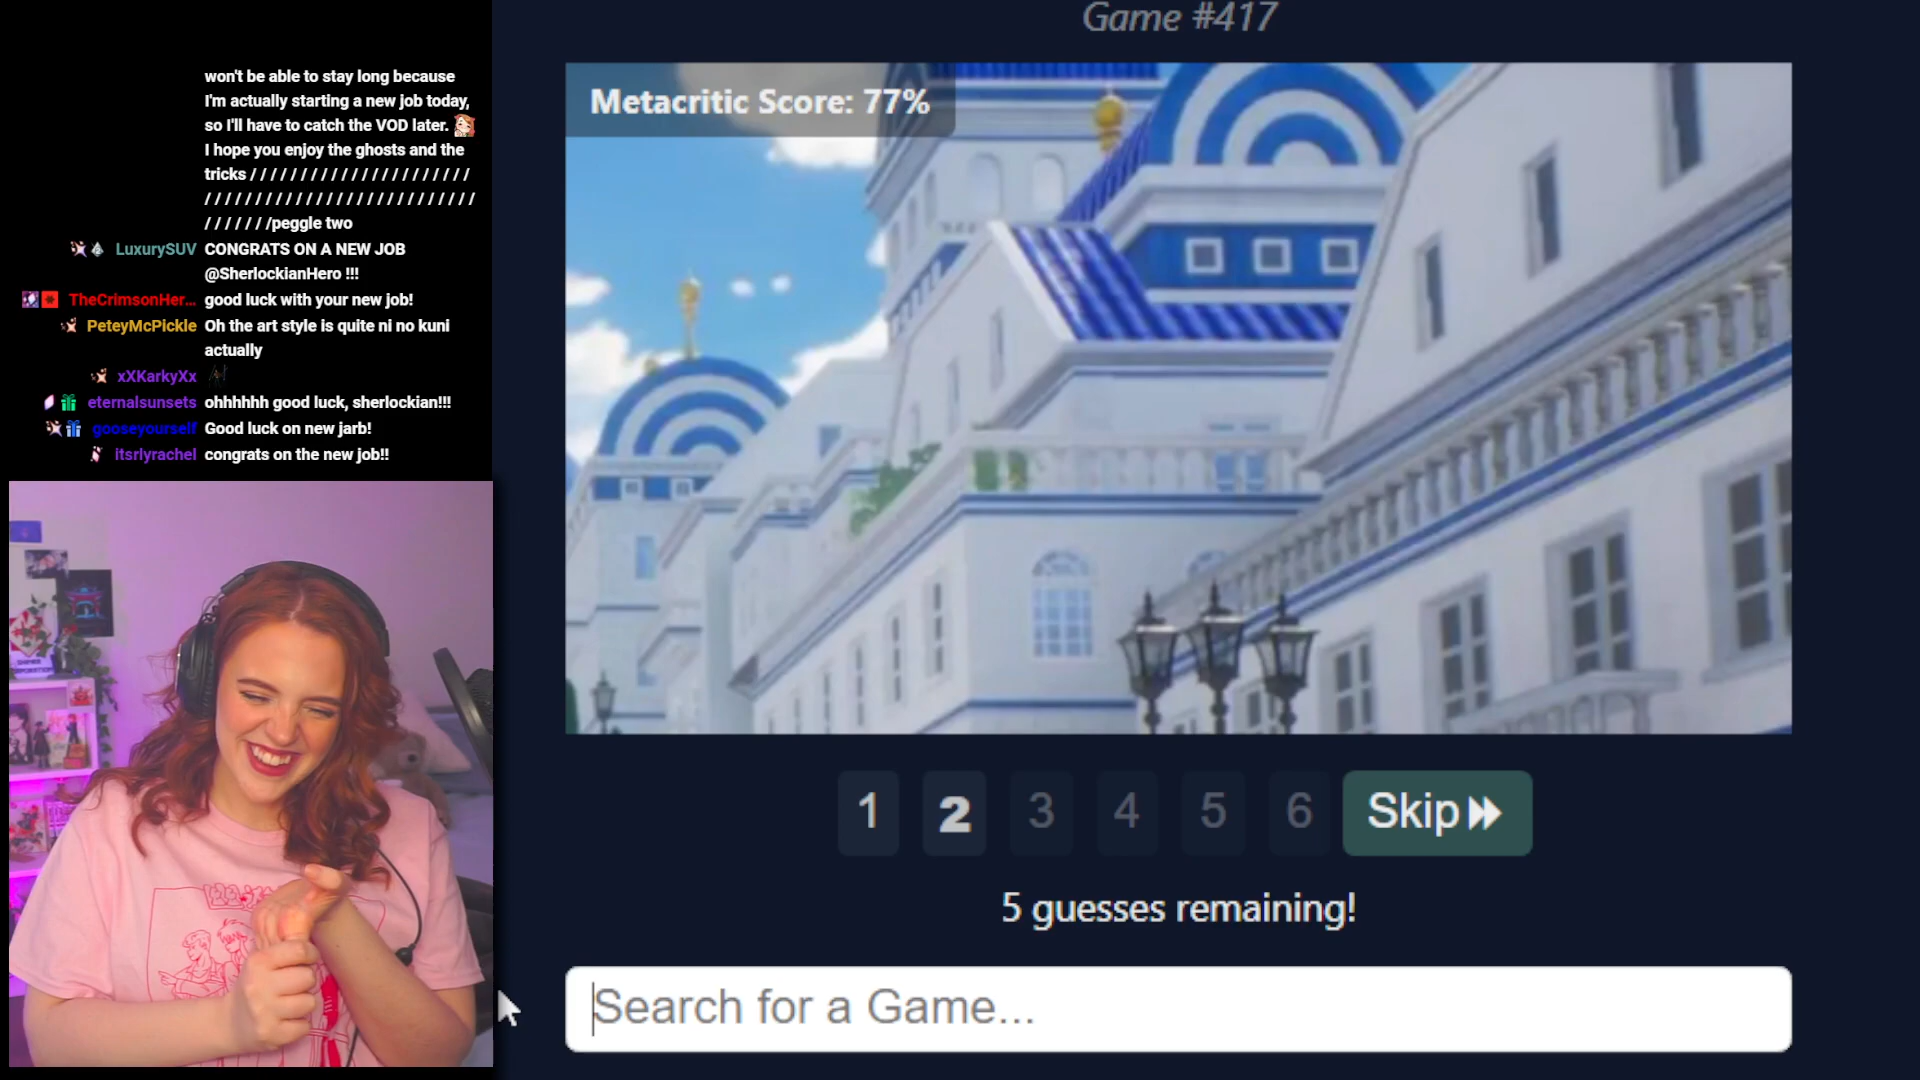 won't be able to stay long because
I'm actually starting a new job today,
so I'll have to catch the VOD later.
I hope you enjoy the ghosts and the
tricks / / / / / / / / / / / / / / / / / / / / / /
/ / / / / / / / / / / / / / / / / / / / / / / / / / /
/ / / / / / /peggle two
LuxurySUV CONGRATS ON A NEW JOB
@SherlockianHero !!!
TheCrimsonHer... good luck with your new job!
PeteyMcPickle Oh the art style is quite ni no kuni
actually
xXKarkyXx
eternalsunsets ohhhhhh good luck, sherlockian!!!
gooseyourself Good luck on new jarb!
itsrlyrachel congrats on the new job!!
Game #417
Metacritic Score: 77%
1 2 3 4 5 6 Skip
5 guesses remaining!
Search for a Game...